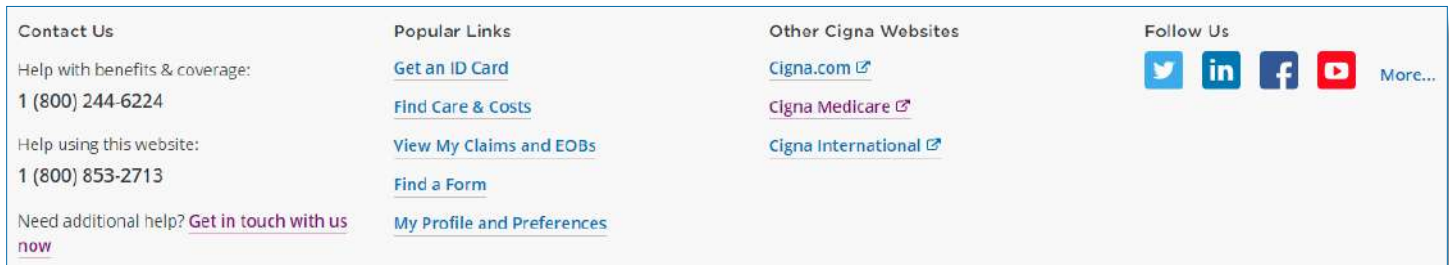 Contact Us
Help with benefits & coverage:
1 (800) 244-6224
Help using this website:
1 (800) 853-2713
Need additional help? Get in touch with us
now
Popular Links
Get an ID Card
Find Care & Costs
View My Claims and EOBs
Find a Form
My Profile and Preferences
Other Cigna Websites
Cigna.com
Cigna Medicare
Cigna International
Follow Us
in
f
More...